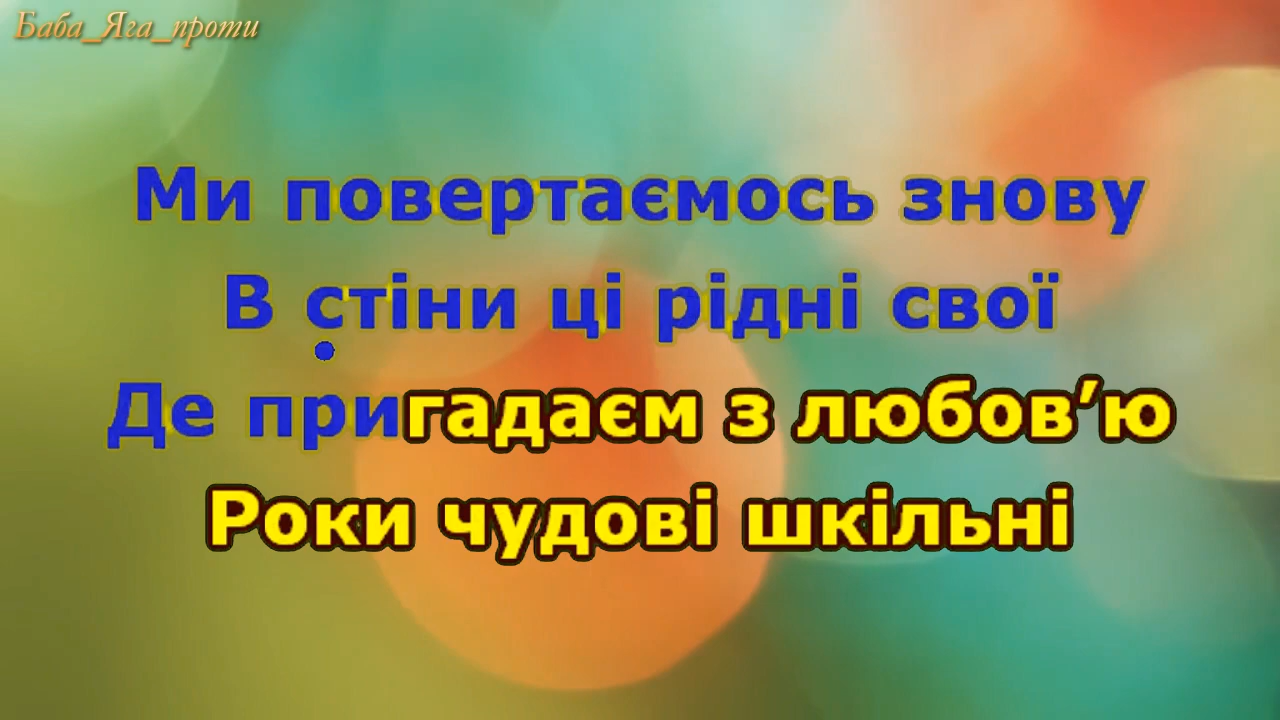 Баба_Яга_проти
Ми повертаємось знову
В стіни ці рідні свої
Де пригадаєм з любов’ю
Роки чудові шкільні